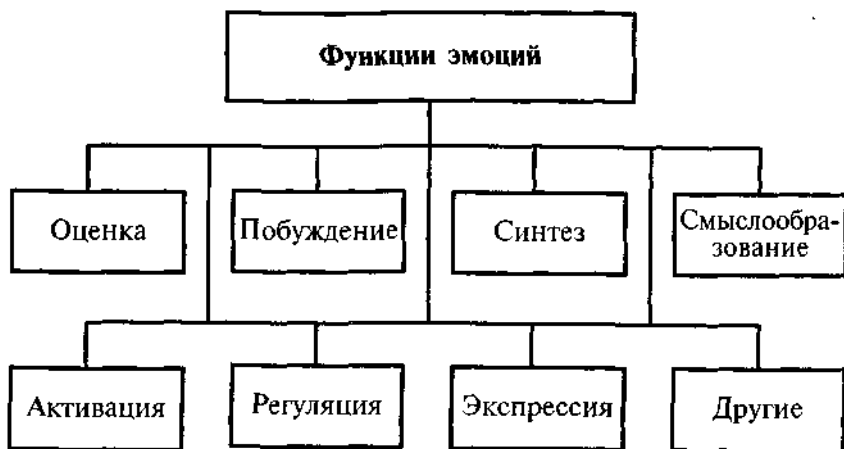 Функции эмоций
Оценка
Побуждение
Синтез
Смыслообра-
зование
Активация
Регуляция
Экспрессия
Другие